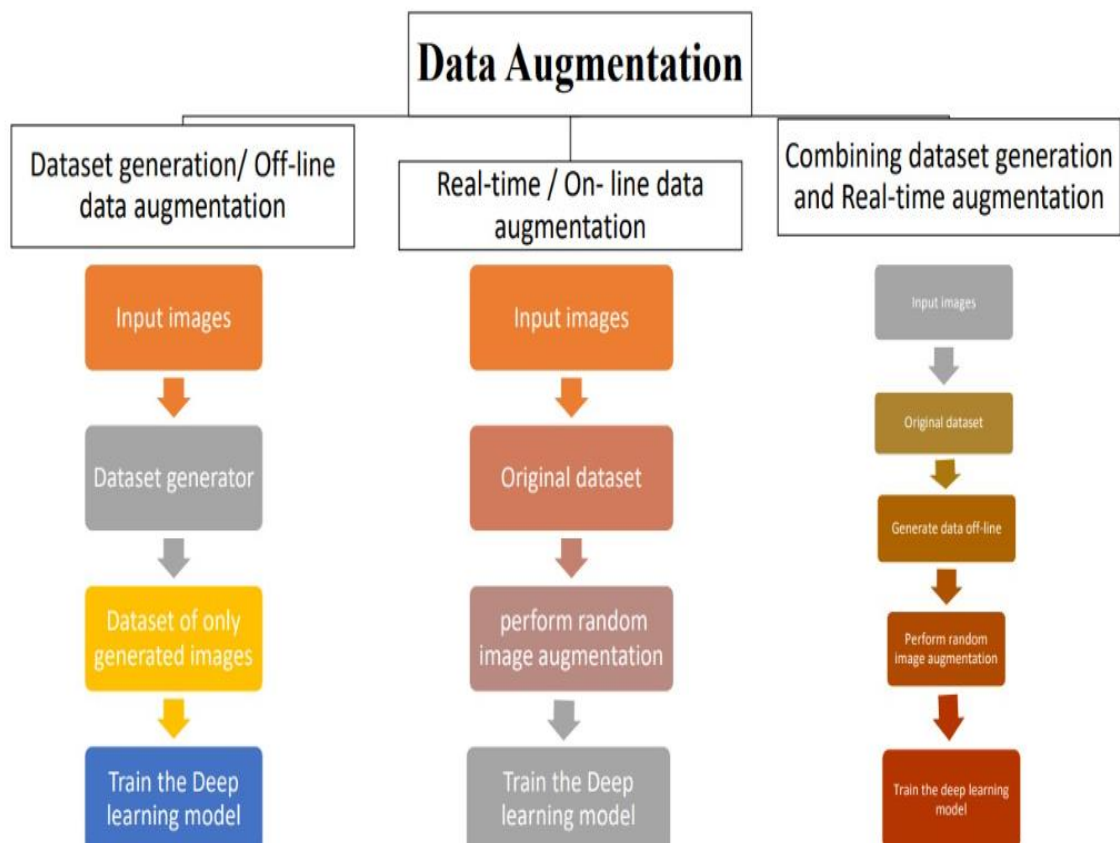 Data Augmentation
Dataset generation/ Off-line
data augmentation
Input images
Dataset generator
Dataset of only
generated images
Train the Deep
learning model
Real-time / On- line data
augmentation
Input images
Original dataset
perform random
image augmentation
Train the Deep
learning model
Combining dataset generation
and Real-time augmentation
Input images
Original dataset
Generate data off-line
Perform random
image augmentation
Train the deep learning
model